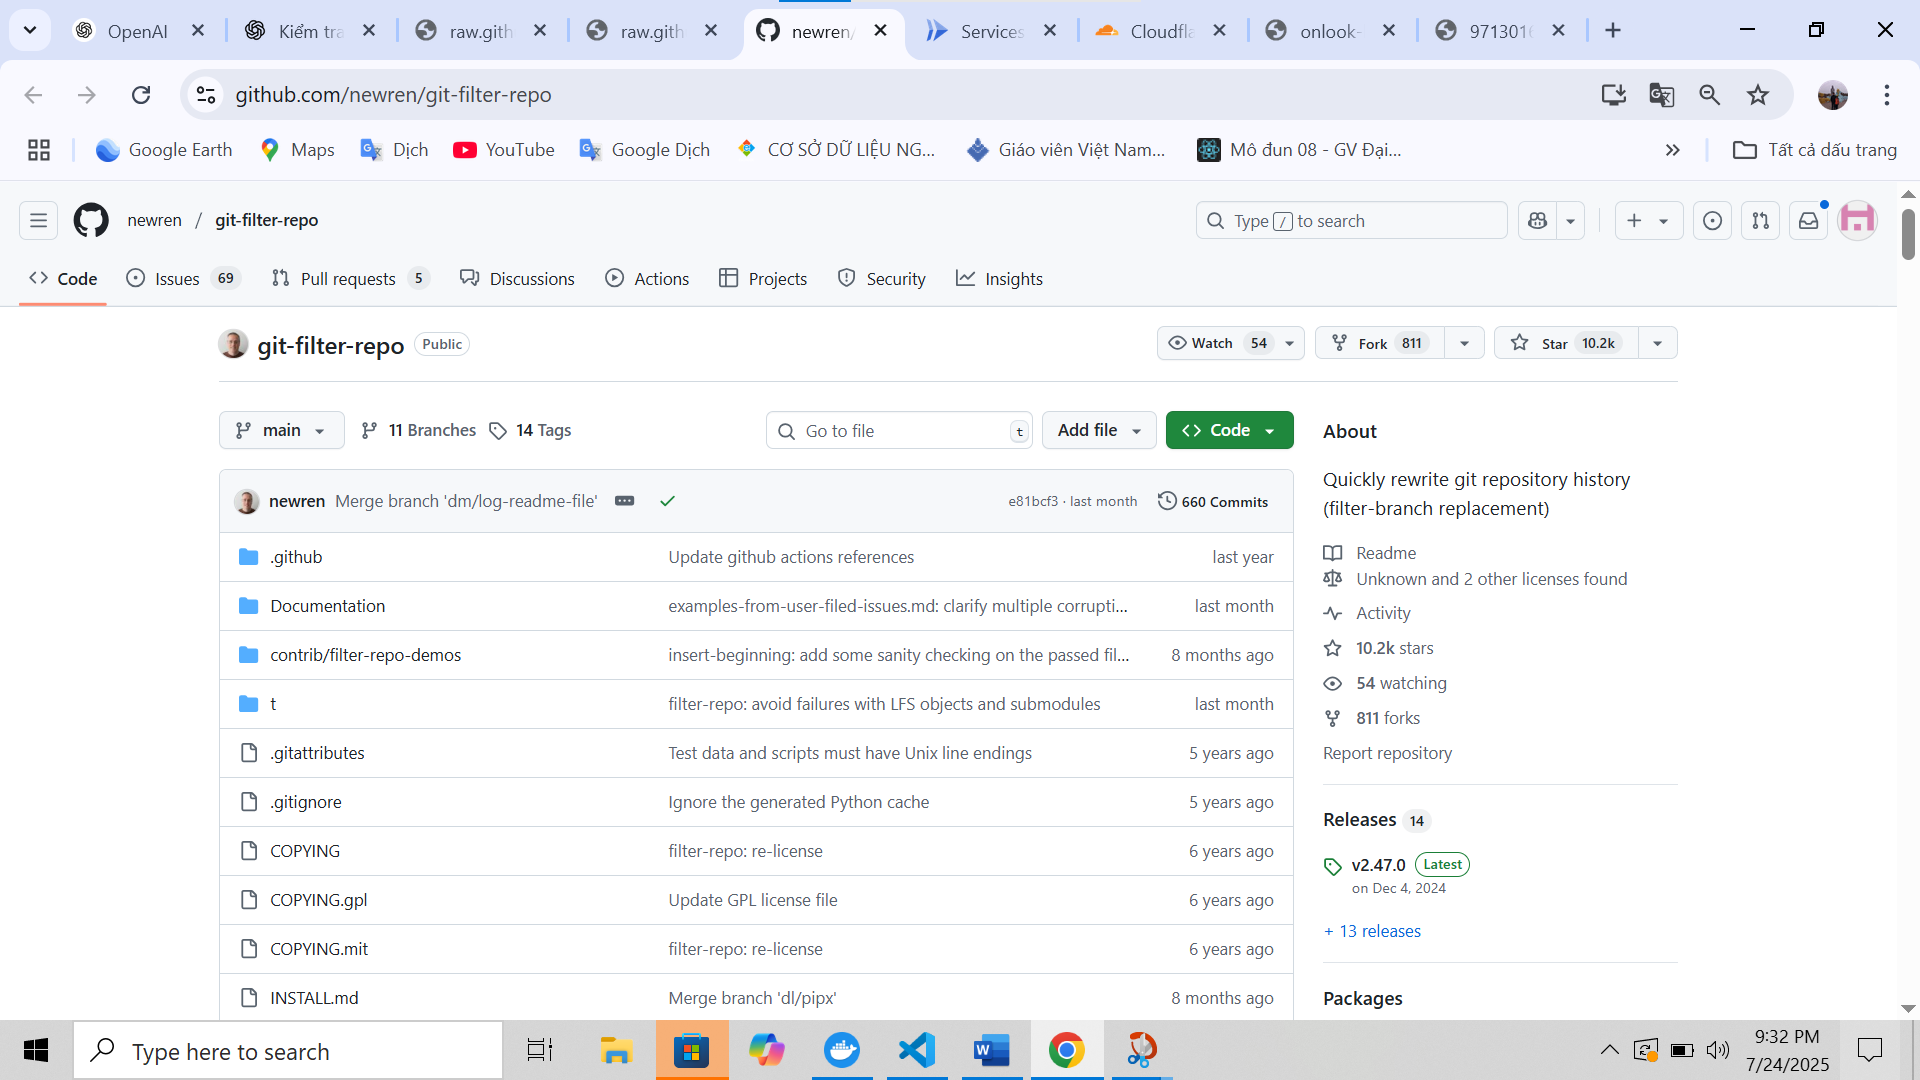 OpenAI
Kiểm tra
raw.gith
raw.gith
newren/
Services
Cloudfla
onlook-
9713016
github.com/newren/git-filter-repo
Google Earth
Maps
Dịch
YouTube
Google Dịch
CƠ SỞ DỮ LIỆU NG...
Giáo viên Việt Nam...
Mô đun 08 - GV Đại...
Tất cả dấu trang
newren / git-filter-repo
Type / to search
Code
Issues 69
Pull requests 5
Discussions
Actions
Projects
Security
Insights
git-filter-repo Public
Watch 54
Fork 811
Star 10.2k
main
11 Branches
14 Tags
Go to file t
Add file
Code
newren Merge branch 'dm/log-readme-file' e81bcf3 · last month 660 Commits
.github Update github actions references last year
Documentation examples-from-user-filed-issues.md: clarify multiple corrupti... last month
contrib/filter-repo-demos insert-beginning: add some sanity checking on the passed fil... 8 months ago
t filter-repo: avoid failures with LFS objects and submodules last month
.gitattributes Test data and scripts must have Unix line endings 5 years ago
.gitignore Ignore the generated Python cache 5 years ago
COPYING filter-repo: re-license 6 years ago
COPYING.gpl Update GPL license file 6 years ago
COPYING.mit filter-repo: re-license 6 years ago
INSTALL.md Merge branch 'dl/pipx' 8 months ago
About
Quickly rewrite git repository history
(filter-branch replacement)
Readme
Unknown and 2 other licenses found
Activity
10.2k stars
54 watching
811 forks
Report repository
Releases 14
v2.47.0 Latest
on Dec 4, 2024
+ 13 releases
Packages
Type here to search
9:32 PM
7/24/2025